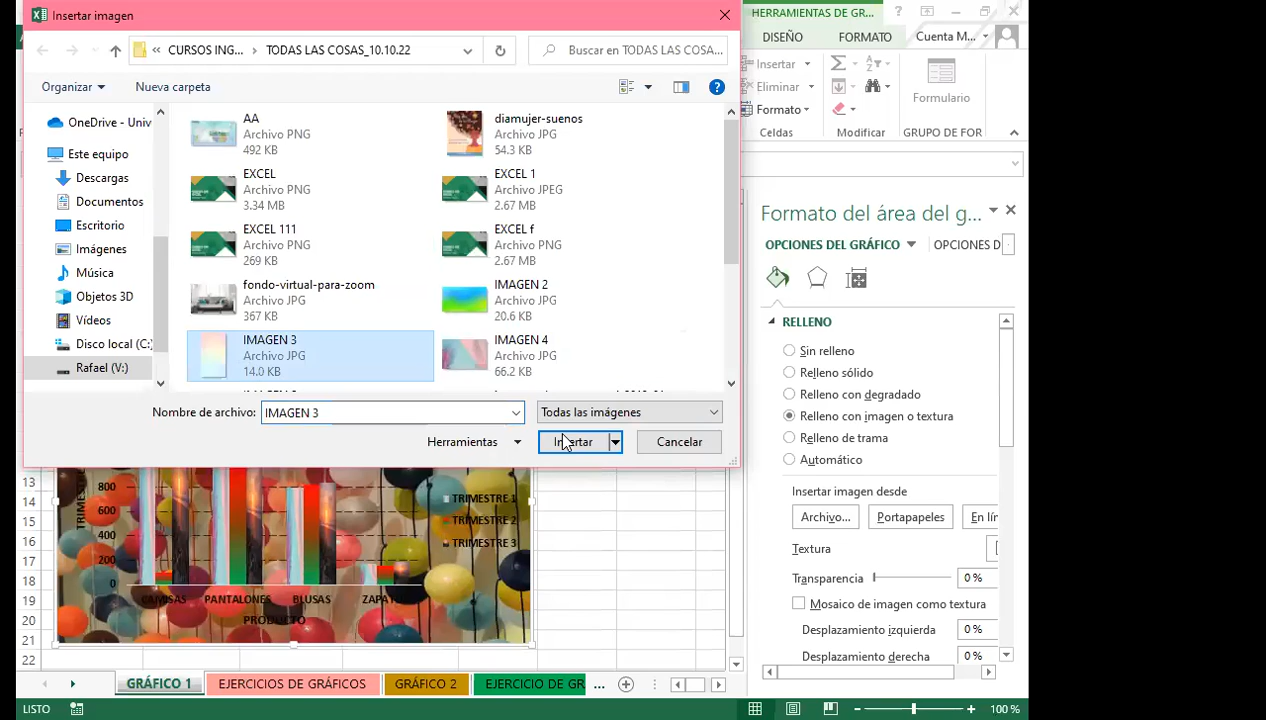 Insertar imagen
HERRAMIENTAS DE GR...
?
DISEÑO
FORMATO
Cuenta M...
CURSOS ING...
TODAS LAS COSAS_10.10.22
Buscar en TODAS LAS COSA...
Organizar
Nueva carpeta
Insertar
Eliminar
Formato
Formulario
Celdas
Modificar
GRUPO DE FOR
OneDrive - Univ
Este equipo
Descargas
Documentos
Escritorio
Imágenes
Música
Objetos 3D
Vídeos
Disco local (C:
Rafael (V:)
AA
Archivo PNG
492 KB
diamujer-suenos
Archivo JPG
54.3 KB
EXCEL
Archivo PNG
3.34 MB
EXCEL 1
Archivo JPEG
2.67 MB
EXCEL 111
Archivo PNG
269 KB
EXCEL f
Archivo PNG
2.67 MB
fondo-virtual-para-zoom
Archivo JPG
367 KB
IMAGEN 2
Archivo JPG
20.6 KB
IMAGEN 3
Archivo JPG
14.0 KB
IMAGEN 4
Archivo JPG
66.2 KB
Nombre de archivo:
IMAGEN 3
Todas las imágenes
Herramientas
Insertar
Cancelar
Formato del área del g...
OPCIONES DEL GRÁFICO
OPCIONES D
RELLENO
Sin relleno
Relleno sólido
Relleno con degradado
Relleno con imagen o textura
Relleno de trama
Automático
Insertar imagen desde
Archivo...
Portapapeles
En lín
Textura
Transparencia
0 %
Mosaico de imagen como textura
Desplazamiento izquierda
0 %
Desplazamiento derecha
0 %
13
14
15
16
17
18
19
20
21
22
800
600
400
200
0
TRIMESTRE 1
TRIMESTRE 2
TRIMESTRE 3
CAMISAS
PANTALONES
BLUSAS
PRODUCTO
GRÁFICO 1
EJERCICIOS DE GRÁFICOS
GRÁFICO 2
EJERCICIO DE GR
...
LISTO
100 %